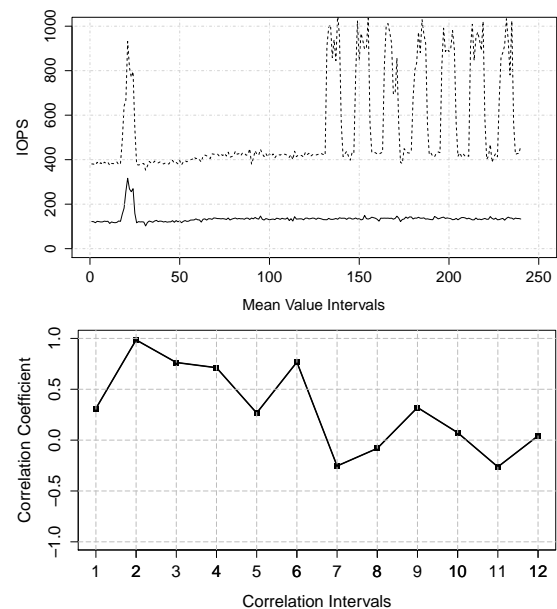 1000
800
600
400
200
0
IOPS
0 50 100 150 200 250
Mean Value Intervals
1.0
0.5
0.0
−0.5
−1.0
Correlation Coefficient
1 2 3 4 5 6 7 8 9 10 11 12
Correlation Intervals